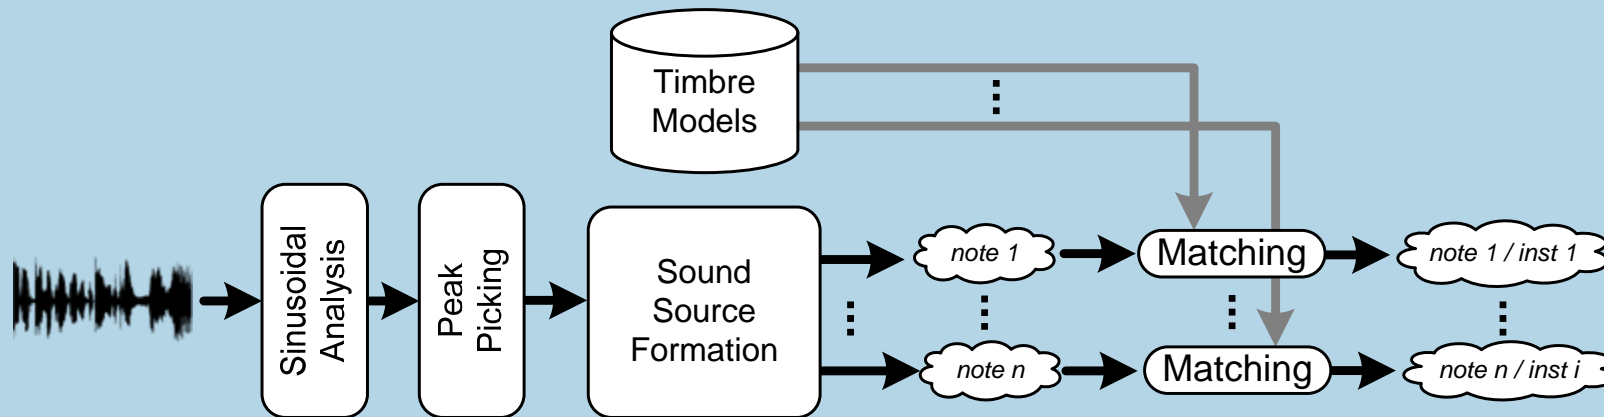 Timbre
Models
Sinusoidal
Analysis
Peak
Picking
Sound
Source
Formation
note 1
Matching
note 1 / inst 1
note n
Matching
note n / inst i